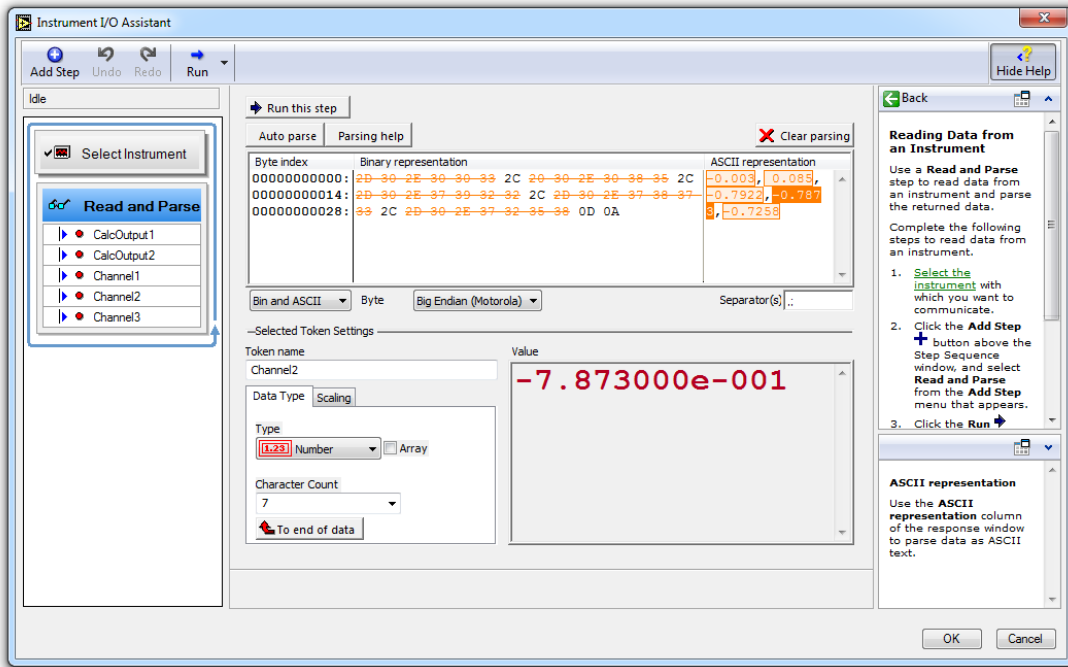 Instrument I/O Assistant
Add Step Undo Redo Run
Hide Help
Idle
Select Instrument
Read and Parse
CalcOutput1
CalcOutput2
Channel1
Channel2
Channel3
Run this step
Auto parse Parsing help Clear parsing
Byte index Binary representation ASCII representation
00000000000: 2D 30 2E 30 30 33 2C 20 30 2E 30 38 35 2C -0.003, 0.085,
00000000014: 2D 30 2E 37 39 32 32 2C 2D 30 2E 37 38 37 -0.7922,-0.787
00000000028: 33 2C 2D 30 2E 37 32 35 38 0D 0A 3,-0.7258
Bin and ASCII Byte Big Endian (Motorola) Separator(s) ,;
Selected Token Settings
Token name
Channel2
Data Type Scaling
Type
1.23 Number Array
Character Count
7
To end of data
Value
-7.873000e-001
Back
Reading Data from
an Instrument
Use a Read and Parse
step to read data from
an instrument and parse
the returned data.
Complete the following
steps to read data from
an instrument.
1. Select the
instrument with
which you want to
communicate.
2. Click the Add Step
button above the
Step Sequence
window, and select
Read and Parse
from the Add Step
menu that appears.
3. Click the Run
ASCII representation
Use the ASCII
representation column
of the response window
to parse data as ASCII
text.
OK Cancel